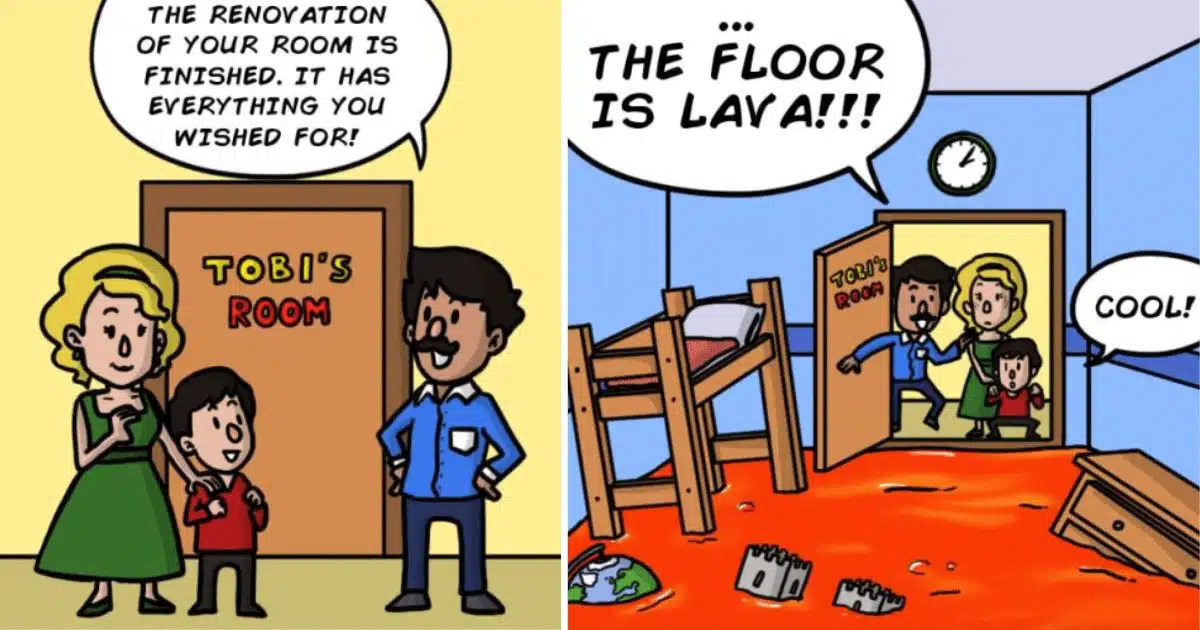 THE RENOVATION
OF YOUR ROOM IS
FINISHED. IT HAS
EVERYTHING YOU
WISHED FOR!
TOBI'S
ROOM
...
THE FLOOR
IS LAVA!!!
TOBI'S
ROOM
COOL!